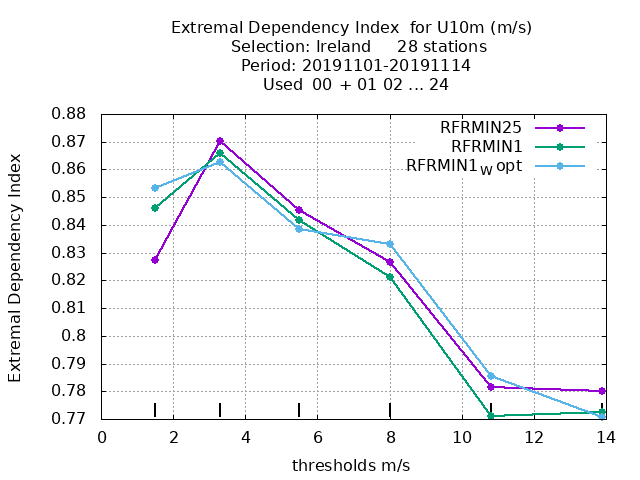 Extremal Dependency Index  for U10m (m/s)
Selection: Ireland     28 stations
Period: 20191101-20191114
Used  00  + 01 02 ... 24
RFRMIN25
RFRMIN1
RFRMIN1W opt
Extremal Dependency Index
0.88
0.87
0.86
0.85
0.84
0.83
0.82
0.81
0.8
0.79
0.78
0.77
0 2 4 6 8 10 12 14
thresholds m/s